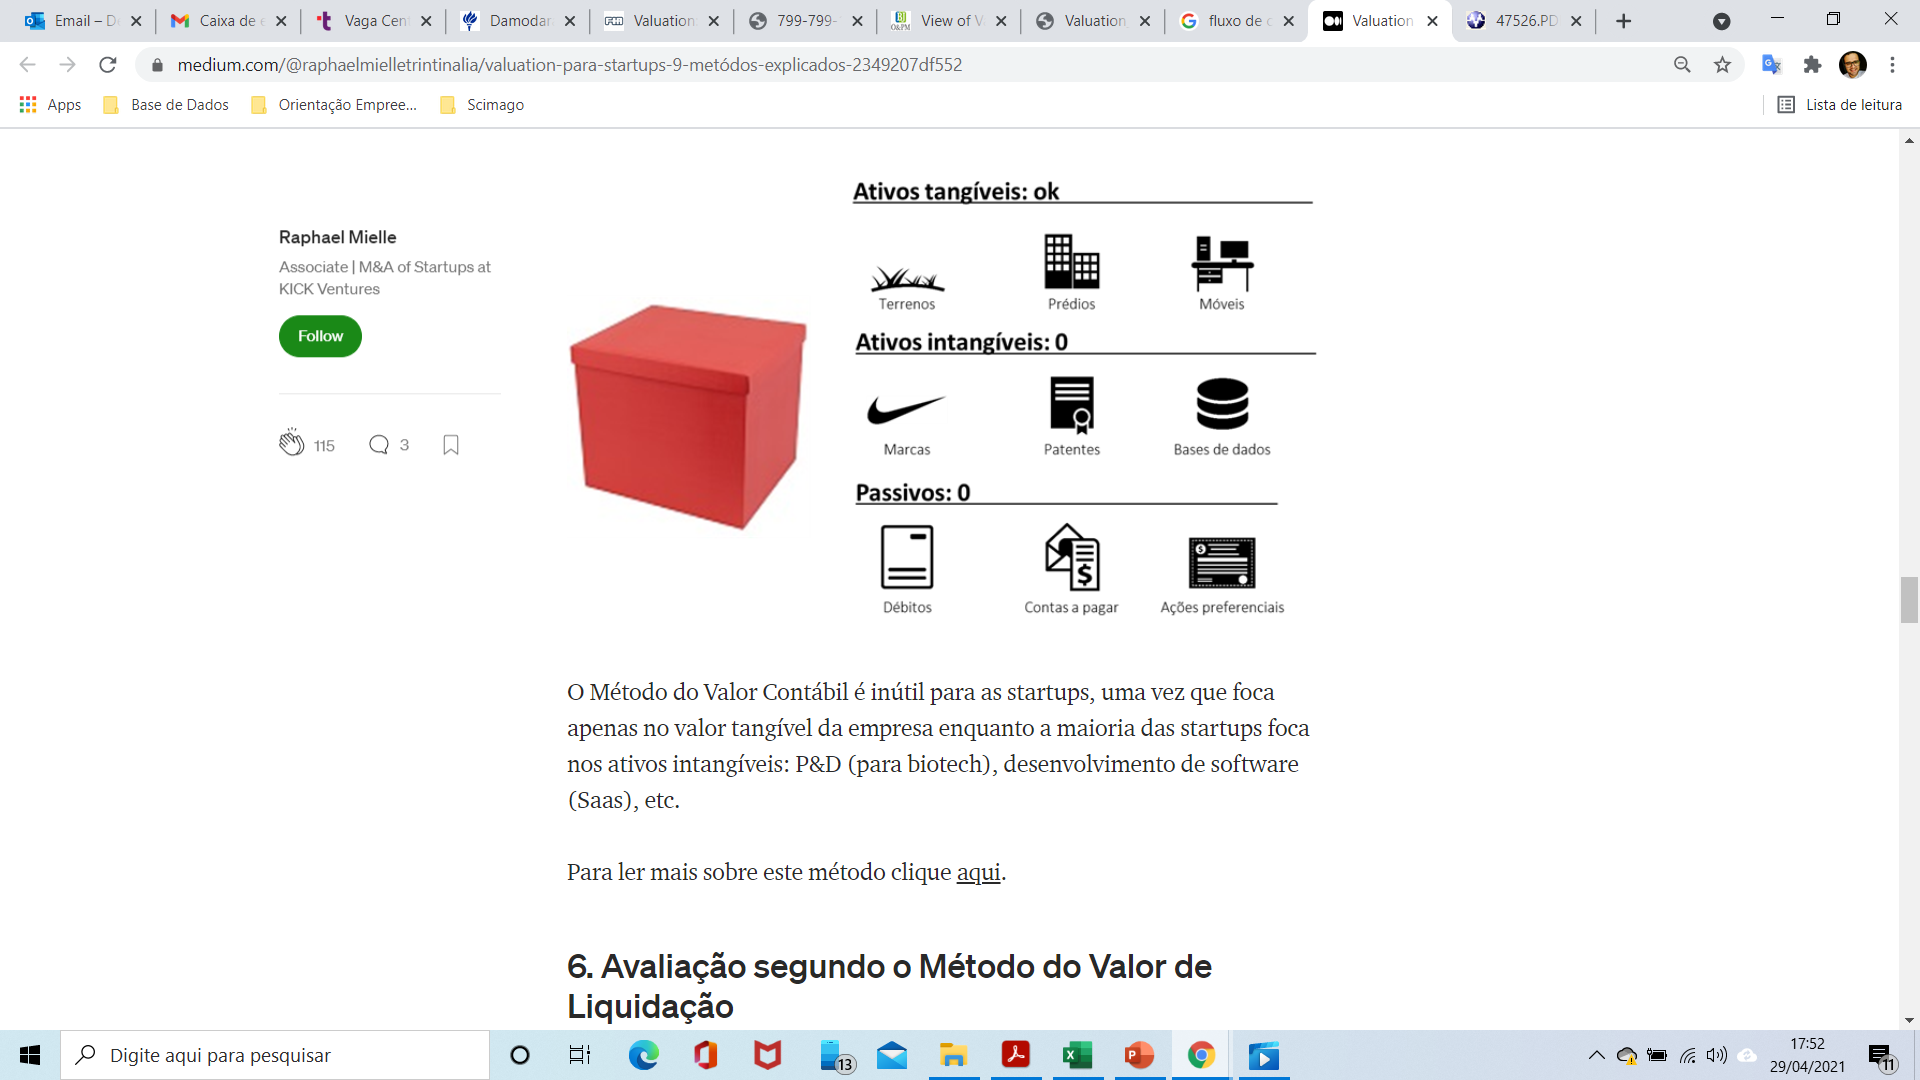 Email – D
Caixa de e
Vaga Cen
Damodar
Valuation
799-799-
View of V
Valuation
fluxo de c
Valuation
47526.PD
medium.com/@raphaelmielletrintinalia/valuation-para-startups-9-metódos-explicados-2349207df552
Apps
Base de Dados
Orientação Empree...
Scimago
Lista de leitura
Raphael Mielle
Associate | M&A of Startups at
KICK Ventures
Follow
115
3
Ativos tangíveis: ok
Terrenos
Prédios
Móveis
Ativos intangíveis: 0
Marcas
Patentes
Bases de dados
Passivos: 0
Débitos
Contas a pagar
Ações preferenciais
O Método do Valor Contábil é inútil para as startups, uma vez que foca
apenas no valor tangível da empresa enquanto a maioria das startups foca
nos ativos intangíveis: P&D (para biotech), desenvolvimento de software
(Saas), etc.
Para ler mais sobre este método clique aqui.
6. Avaliação segundo o Método do Valor de
Liquidação
Digite aqui para pesquisar
13
17:52
29/04/2021
11